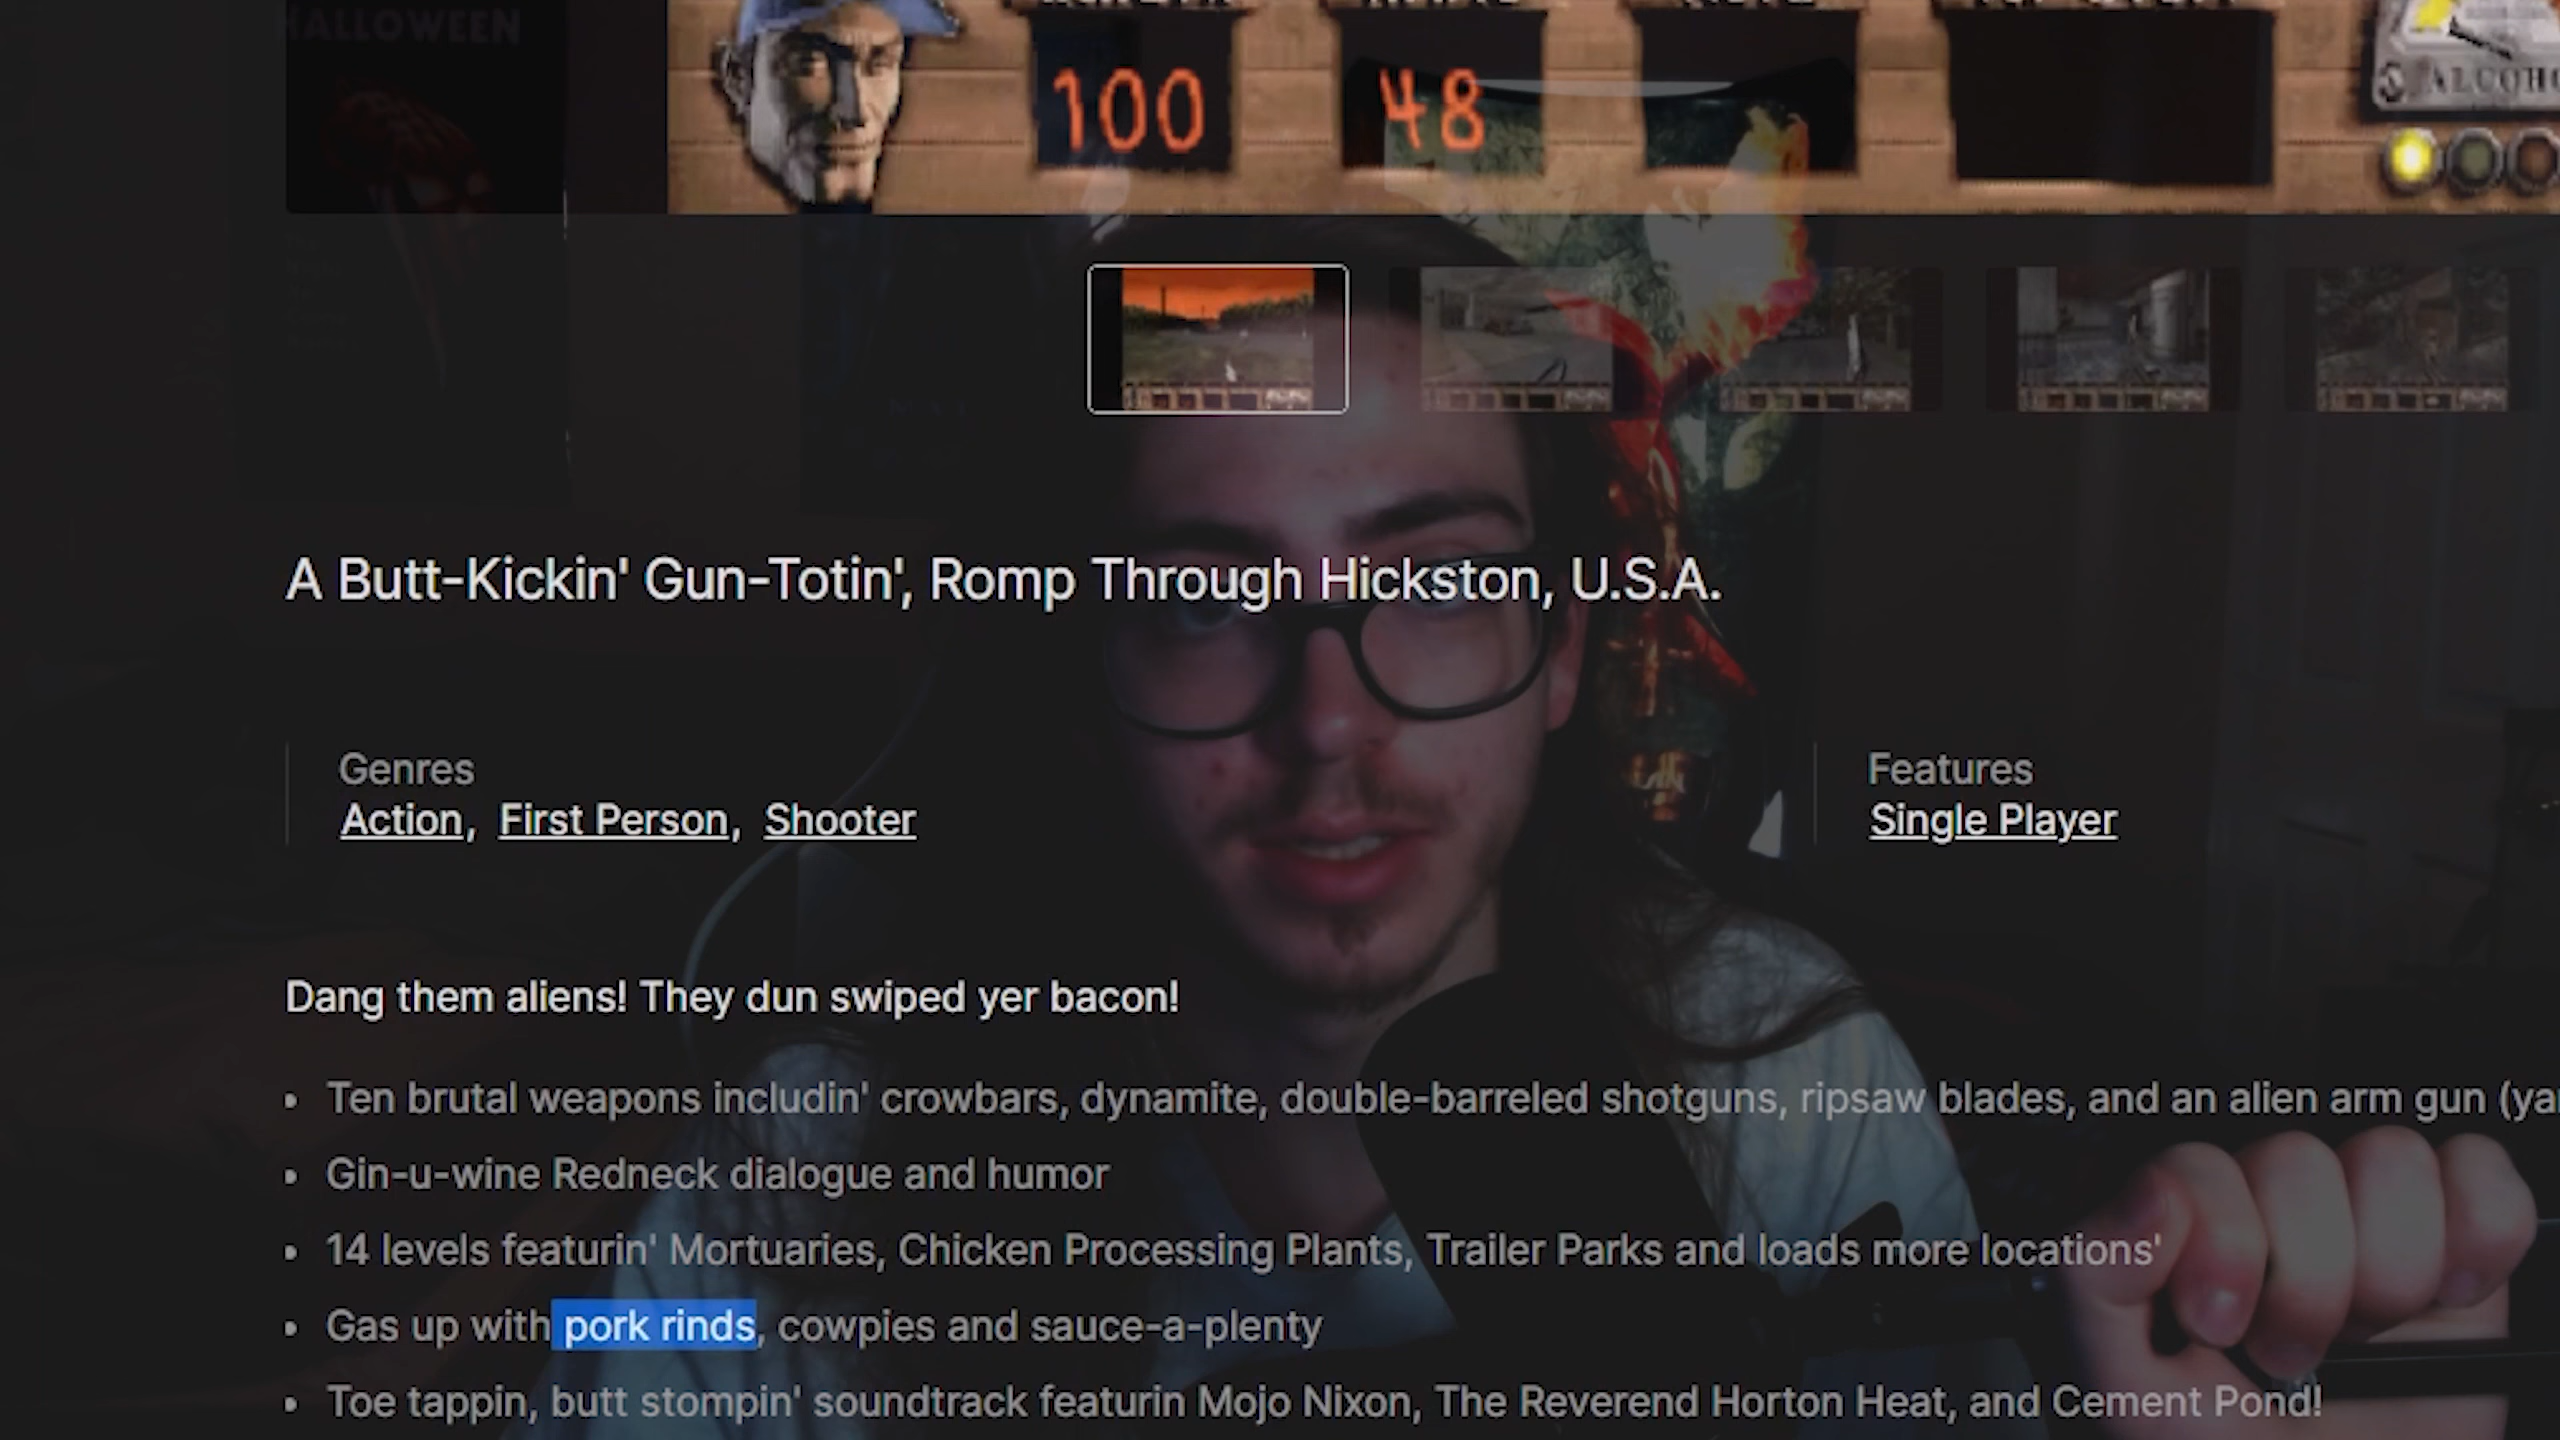 HALLOWEEN
100 48
ALCOHO
A Butt-Kickin' Gun-Totin', Romp Through Hickston, U.S.A.
Genres
Action, First Person, Shooter
Features
Single Player
Dang them aliens! They dun swiped yer bacon!
• Ten brutal weapons includin' crowbars, dynamite, double-barreled shotguns, ripsaw blades, and an alien arm gun (ya
• Gin-u-wine Redneck dialogue and humor
• 14 levels featurin' Mortuaries, Chicken Processing Plants, Trailer Parks and loads more locations'
• Gas up with pork rinds, cowpies and sauce-a-plenty
• Toe tappin, butt stompin' soundtrack featurin Mojo Nixon, The Reverend Horton Heat, and Cement Pond!